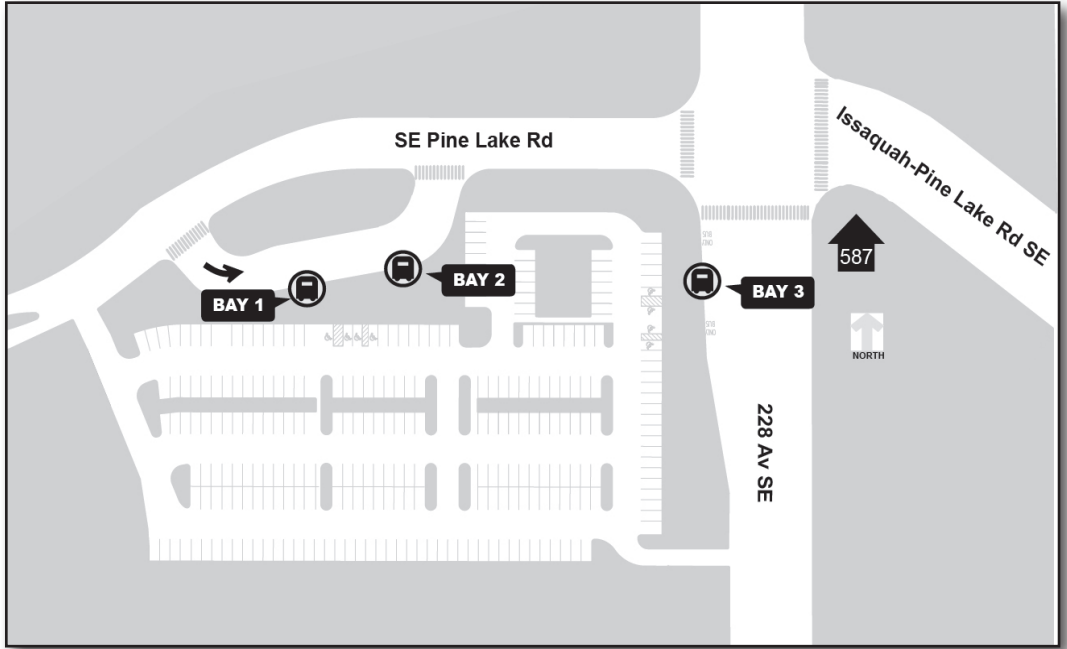 SE Pine Lake Rd
Issaquah-Pine Lake Rd SE
587
BAY 1
BAY 2
BAY 3
NORTH
228 Av SE